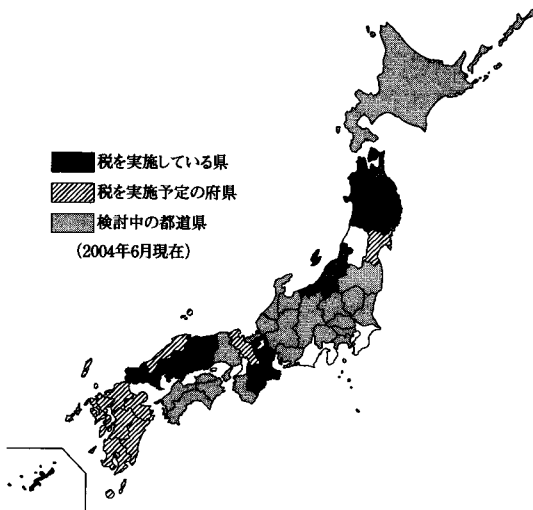 税を実施している県
税を実施予定の府県
検討中の都道県
（2004年6月現在）